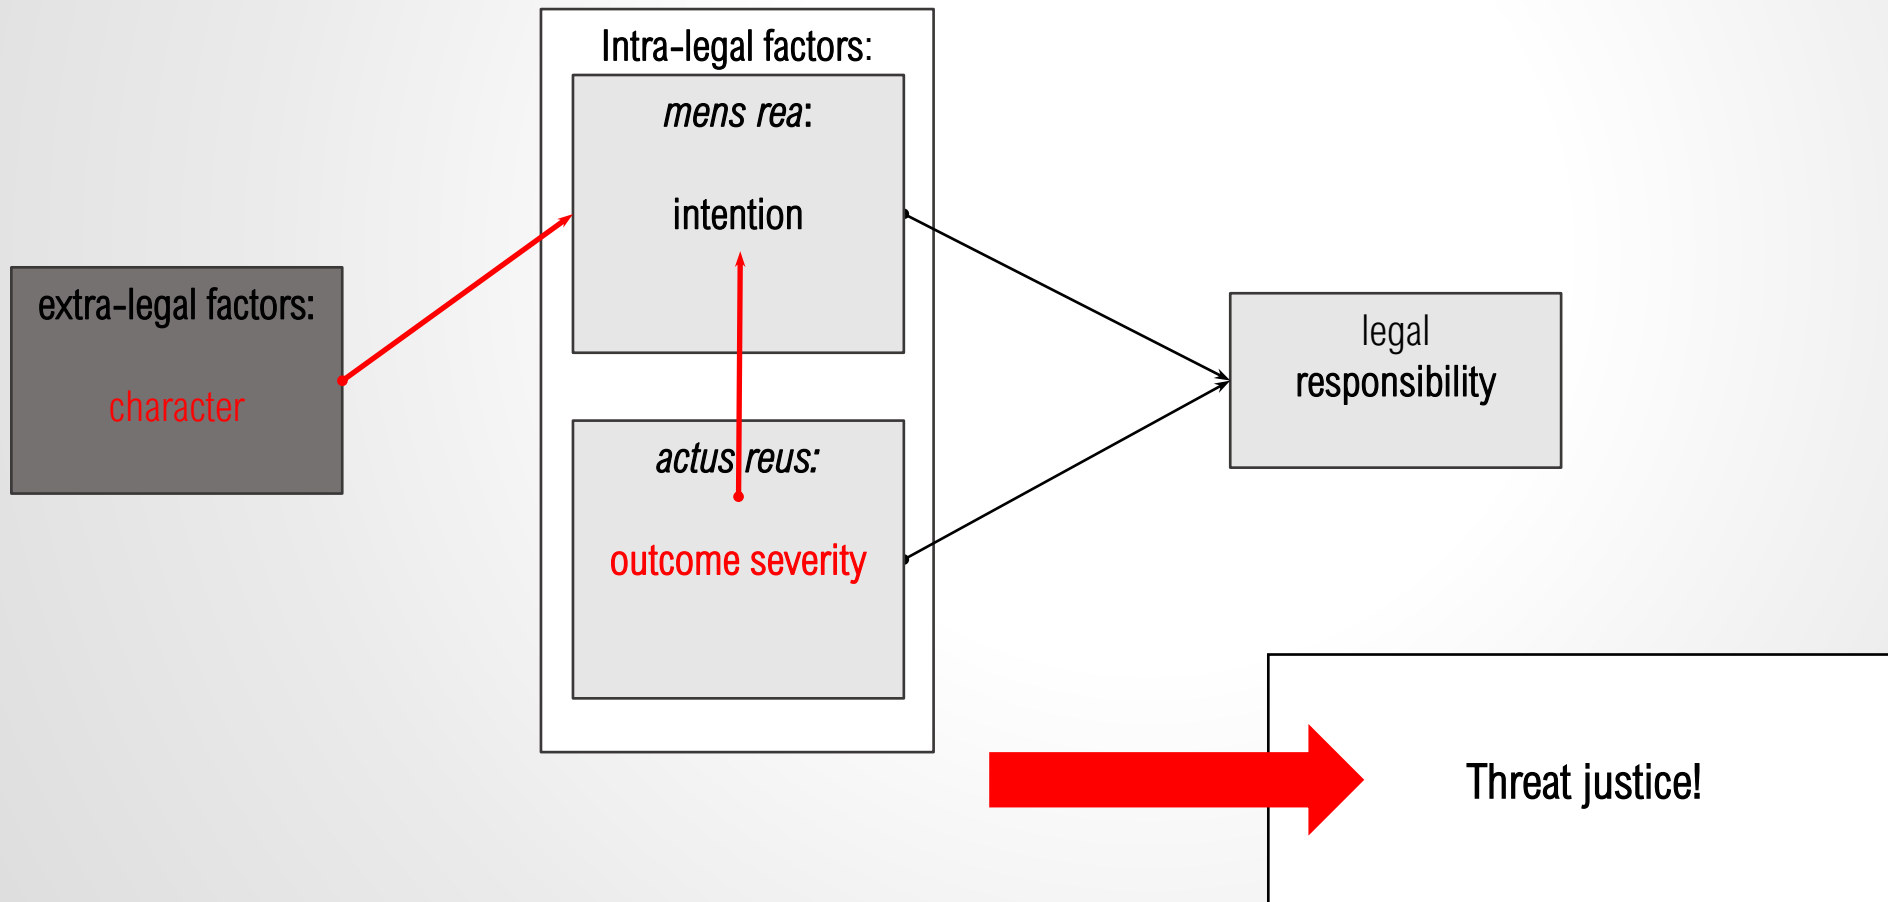 Intra-legal factors:
mens rea:
intention
extra-legal factors:
character
actus reus:
outcome severity
legal
responsibility
Threat justice!